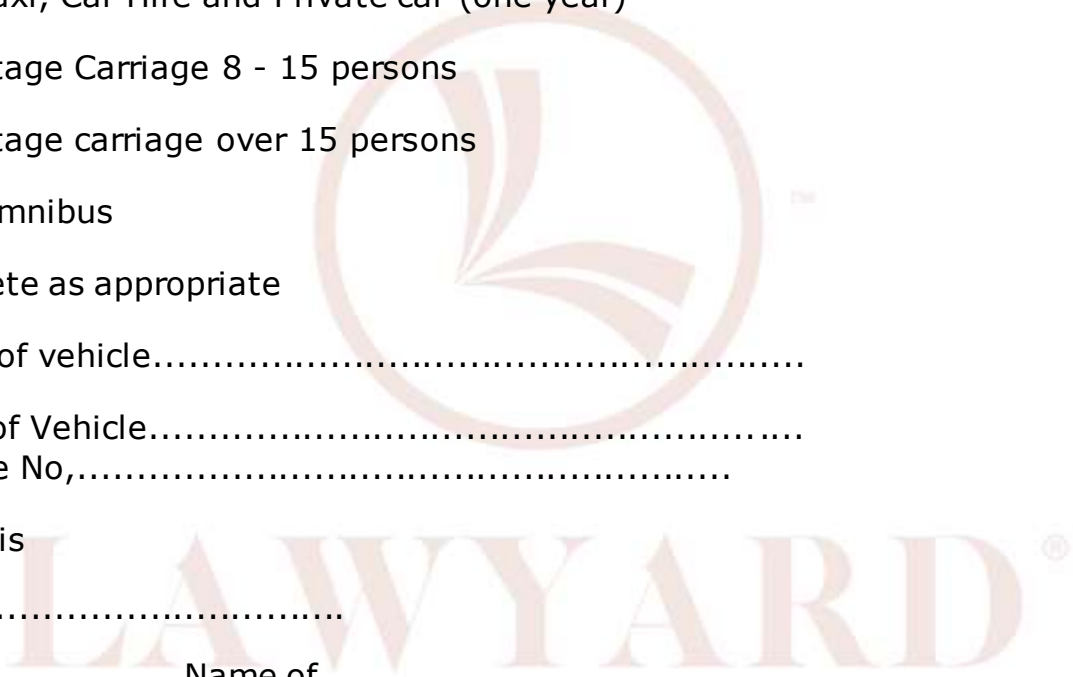 axi, Car Hire and Private car (one year)
tage Carriage 8 - 15 persons
tage carriage over 15 persons
mnibus
ete as appropriate
of vehicle.......................................................
of Vehicle.......................................................
e No,.......................................................
is
..............................
LAWYARD ®
Name of
TM